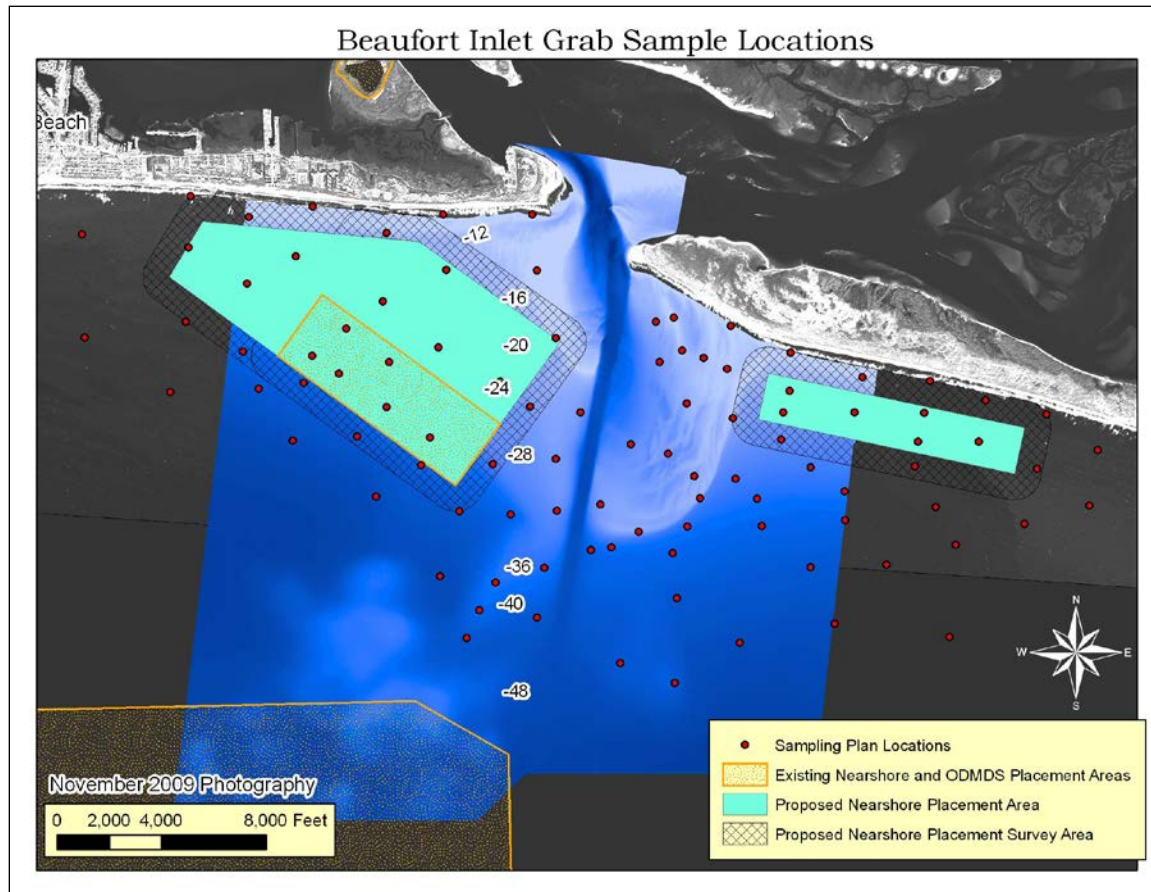 Beaufort Inlet Grab Sample Locations
Beach
-12
-16
-20
-24
-28
-36
-40
-48
N
W E
S
November 2009 Photography
0 2,000 4,000 8,000 Feet
Sampling Plan Locations
Existing Nearshore and ODMDS Placement Areas
Proposed Nearshore Placement Area
Proposed Nearshore Placement Survey Area